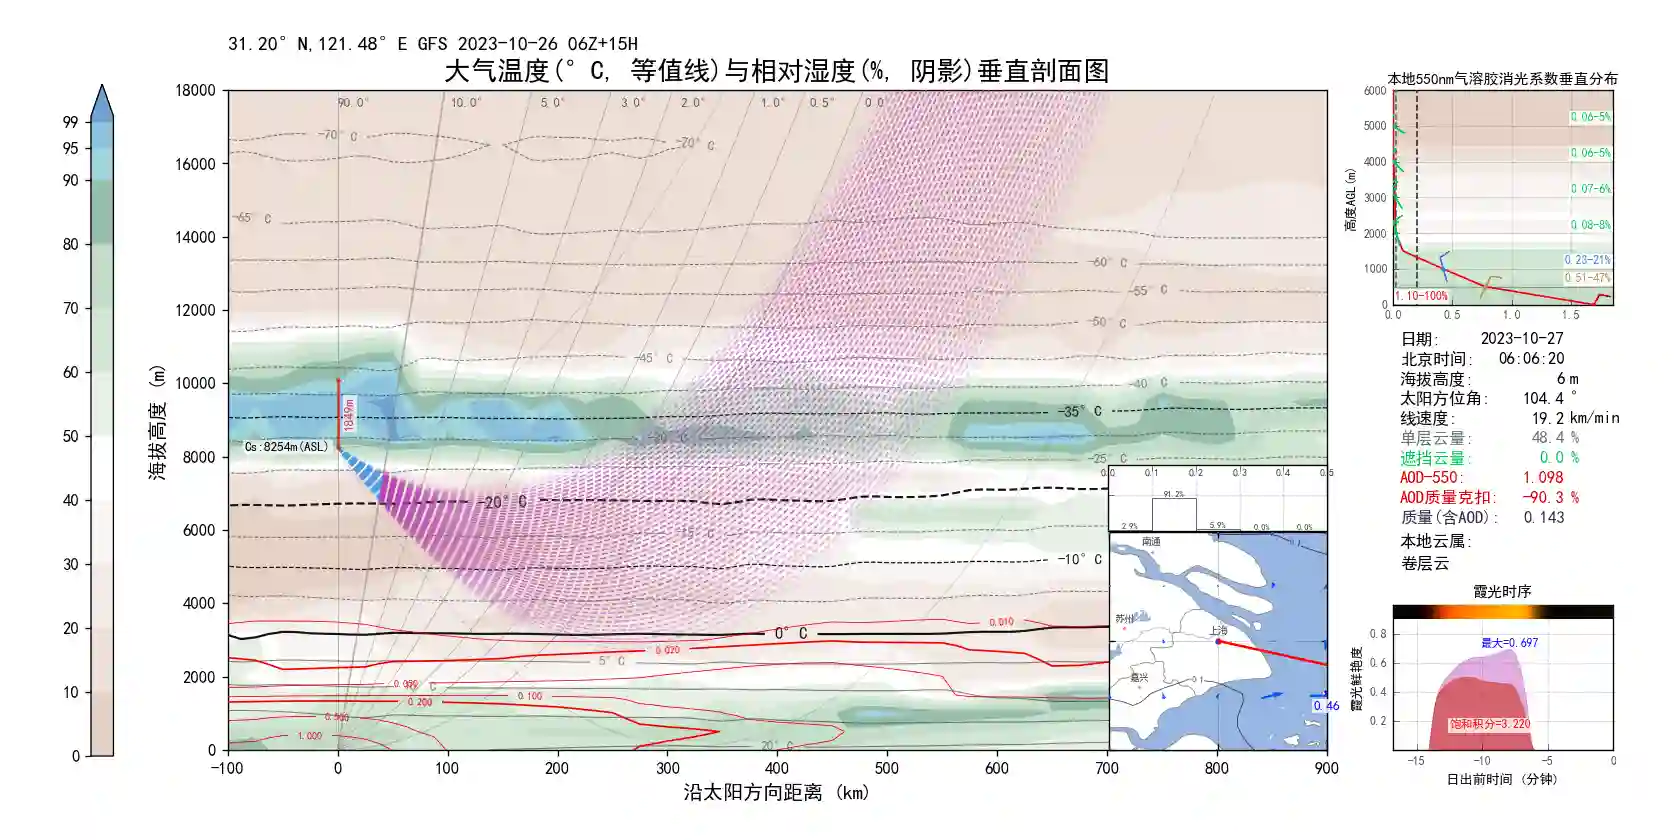 31.20° N,121.48° E GFS 2023-10-26 06Z+15H
大气温度(° C, 等值线)与相对湿度(%, 阴影)垂直剖面图
99
95
90
80
70
60
50
40
30
20
10
0
海拔高度 (m)
18000
16000
14000
12000
10000
8000
6000
4000
2000
0
90.0°
10.0°
5.0°
3.0°
2.0°
1.0°
0.5°
0.0°
-70° C
-70° C
-65° C
-60° C
-55° C
-50° C
-45° C
-40 C
-35° C
-30° C
-25 C
-20° C
-15° C
-10° C
0° C
5° C
20° C
1849m
Cs:8254m(ASL)
0.010
0.020
0.050
0.100
0.200
0.500
1.000
-100
0
100
200
300
400
500
600
700
800
900
沿太阳方向距离 (km)
0.0
0.1
0.2
0.3
0.4
0.5
2.9%
91.2%
5.9%
0.0%
0.0%
南通
苏州
上海
嘉兴
0.1
0.1
0.46
本地550nm气溶胶消光系数垂直分布
高度AGL(m)
6000
5000
4000
3000
2000
1000
0
0.06-5%
0.06-5%
0.07-6%
0.08-8%
0.23-21%
0.51-47%
1.10-100%
0.0
0.5
1.0
1.5
日期: 2023-10-27
北京时间: 06:06:20
海拔高度: 6 m
太阳方位角: 104.4 °
线速度: 19.2 km/min
单层云量: 48.4 %
遮挡云量: 0.0 %
AOD-550: 1.098
AOD质量克扣: -90.3 %
质量(含AOD): 0.143
本地云属:
卷层云
霞光时序
霞光鲜艳度
0.8
0.6
0.4
0.2
最大=0.697
饱和积分=3.220
-15
-10
-5
0
日出前时间 (分钟)